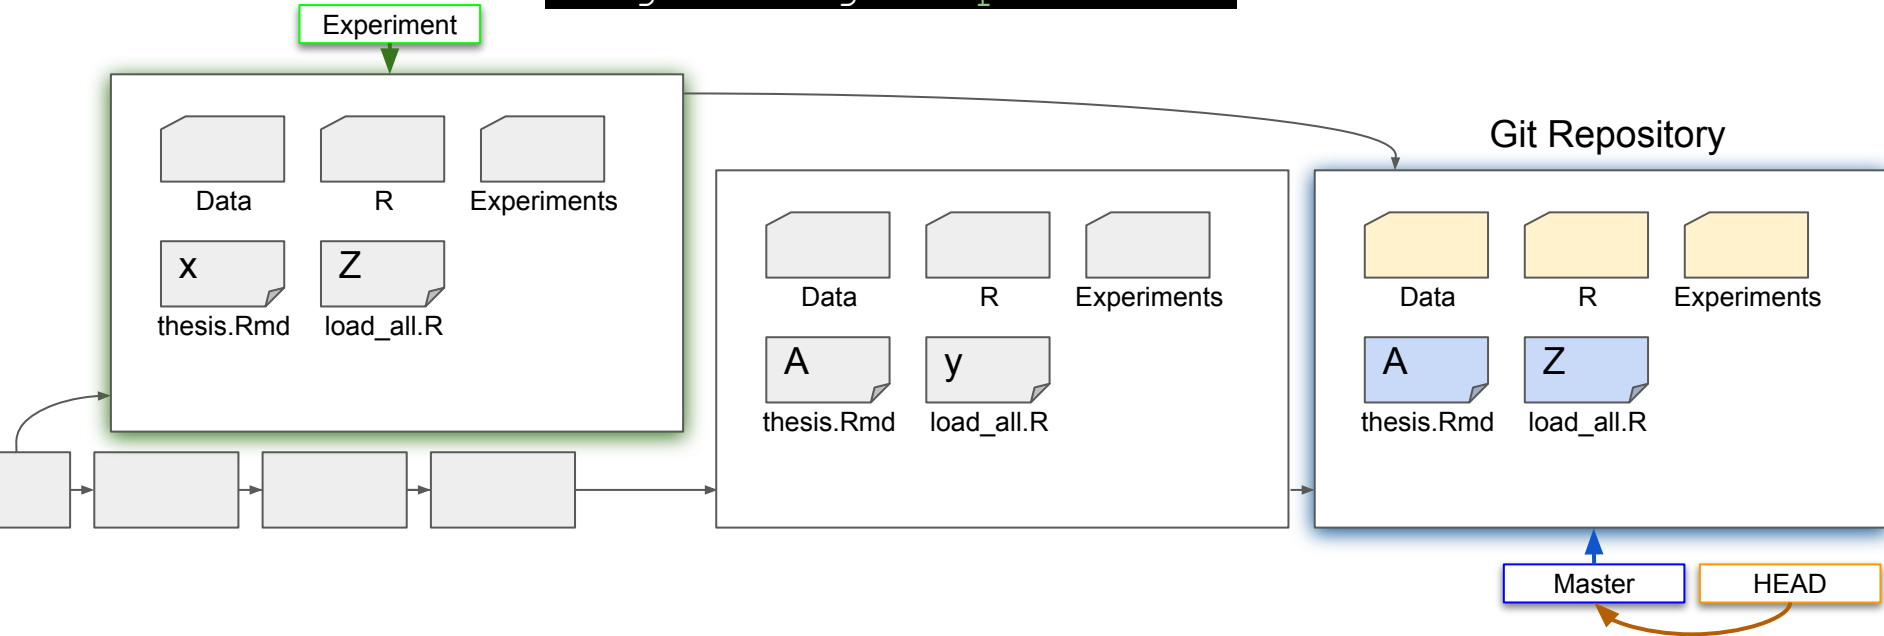 Experiment
Git Repository
Data R Experiments
x Z
thesis.Rmd load_all.R
Data R Experiments
A y
thesis.Rmd load_all.R
Data R Experiments
A Z
thesis.Rmd load_all.R
Master HEAD